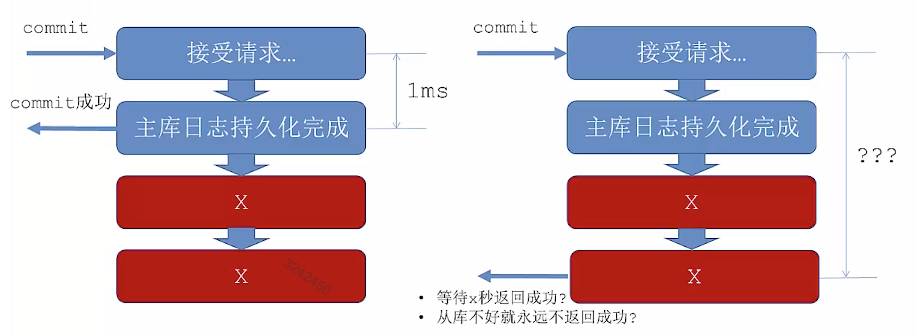 commit
接受请求…
1ms
commit成功
主库日志持久化完成
X
X
3242450
commit
接受请求…
主库日志持久化完成
???
X
X
• 等待x秒返回成功?
• 从库不好就永远不返回成功?